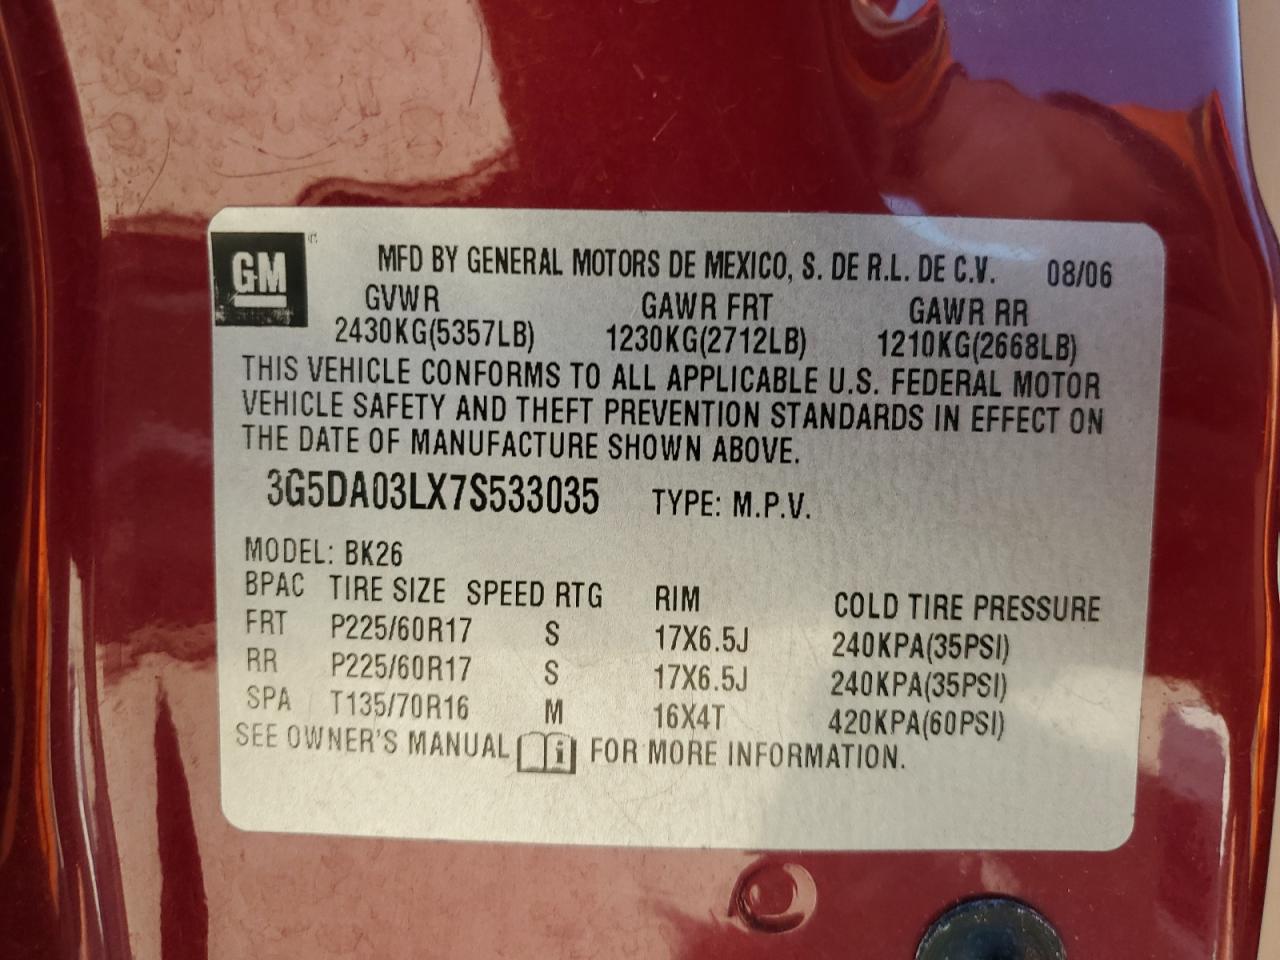 GM
MFD BY GENERAL MOTORS DE MEXICO, S. DE R.L. DE C.V. 08/06
GVWR GAWR FRT GAWR RR
2430KG(5357LB) 1230KG(2712LB) 1210KG(2668LB)
THIS VEHICLE CONFORMS TO ALL APPLICABLE U.S. FEDERAL MOTOR
VEHICLE SAFETY AND THEFT PREVENTION STANDARDS IN EFFECT ON
THE DATE OF MANUFACTURE SHOWN ABOVE.
3G5DA03LX7S533035 TYPE: M.P.V.
MODEL: BK26
BPAC TIRE SIZE SPEED RTG RIM COLD TIRE PRESSURE
FRT P225/60R17 S 17X6.5J 240KPA(35PSI)
RR P225/60R17 S 17X6.5J 240KPA(35PSI)
SPA T135/70R16 M 16X4T 420KPA(60PSI)
SEE OWNER'S MANUAL i FOR MORE INFORMATION.